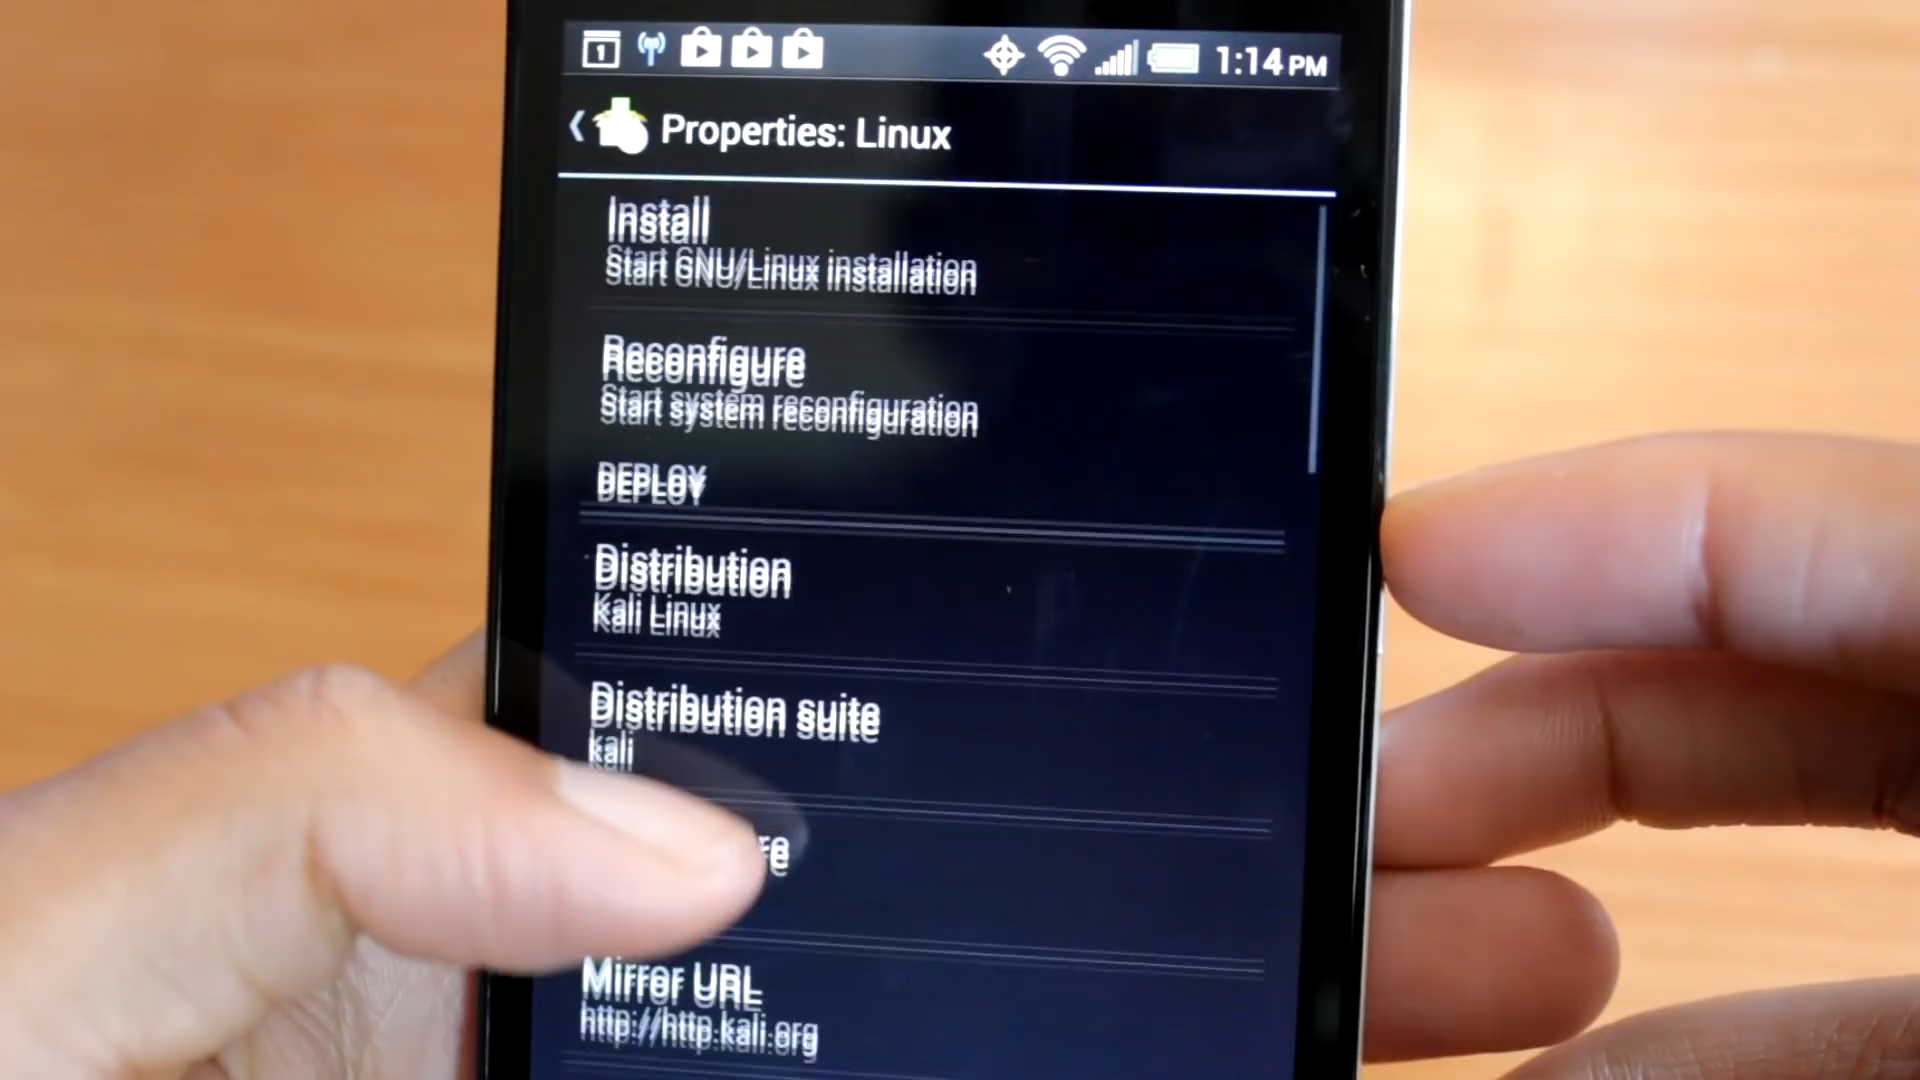 1
1:14 PM
Properties: Linux
Install
Start GNU/Linux installation
Reconfigure
Start system reconfiguration
DEPLOY
Distribution
Kali Linux
Distribution suite
kali
Mirror URL
http://http.kali.org